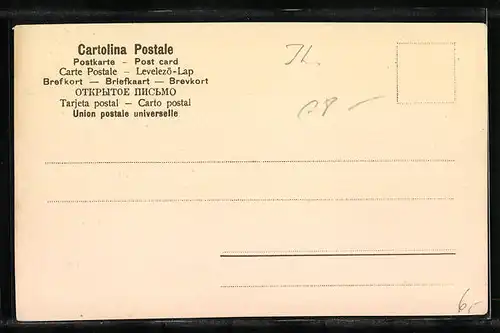 Cartolina Postale
Postkarte – Post card
Carte Postale – Levelező-Lap
Brefkort — Briefkaart — Brevkort
ОТКРЫТОЕ ПИСЬМО
Tarjeta postal – Carto postal
Union postale universelle
6,-